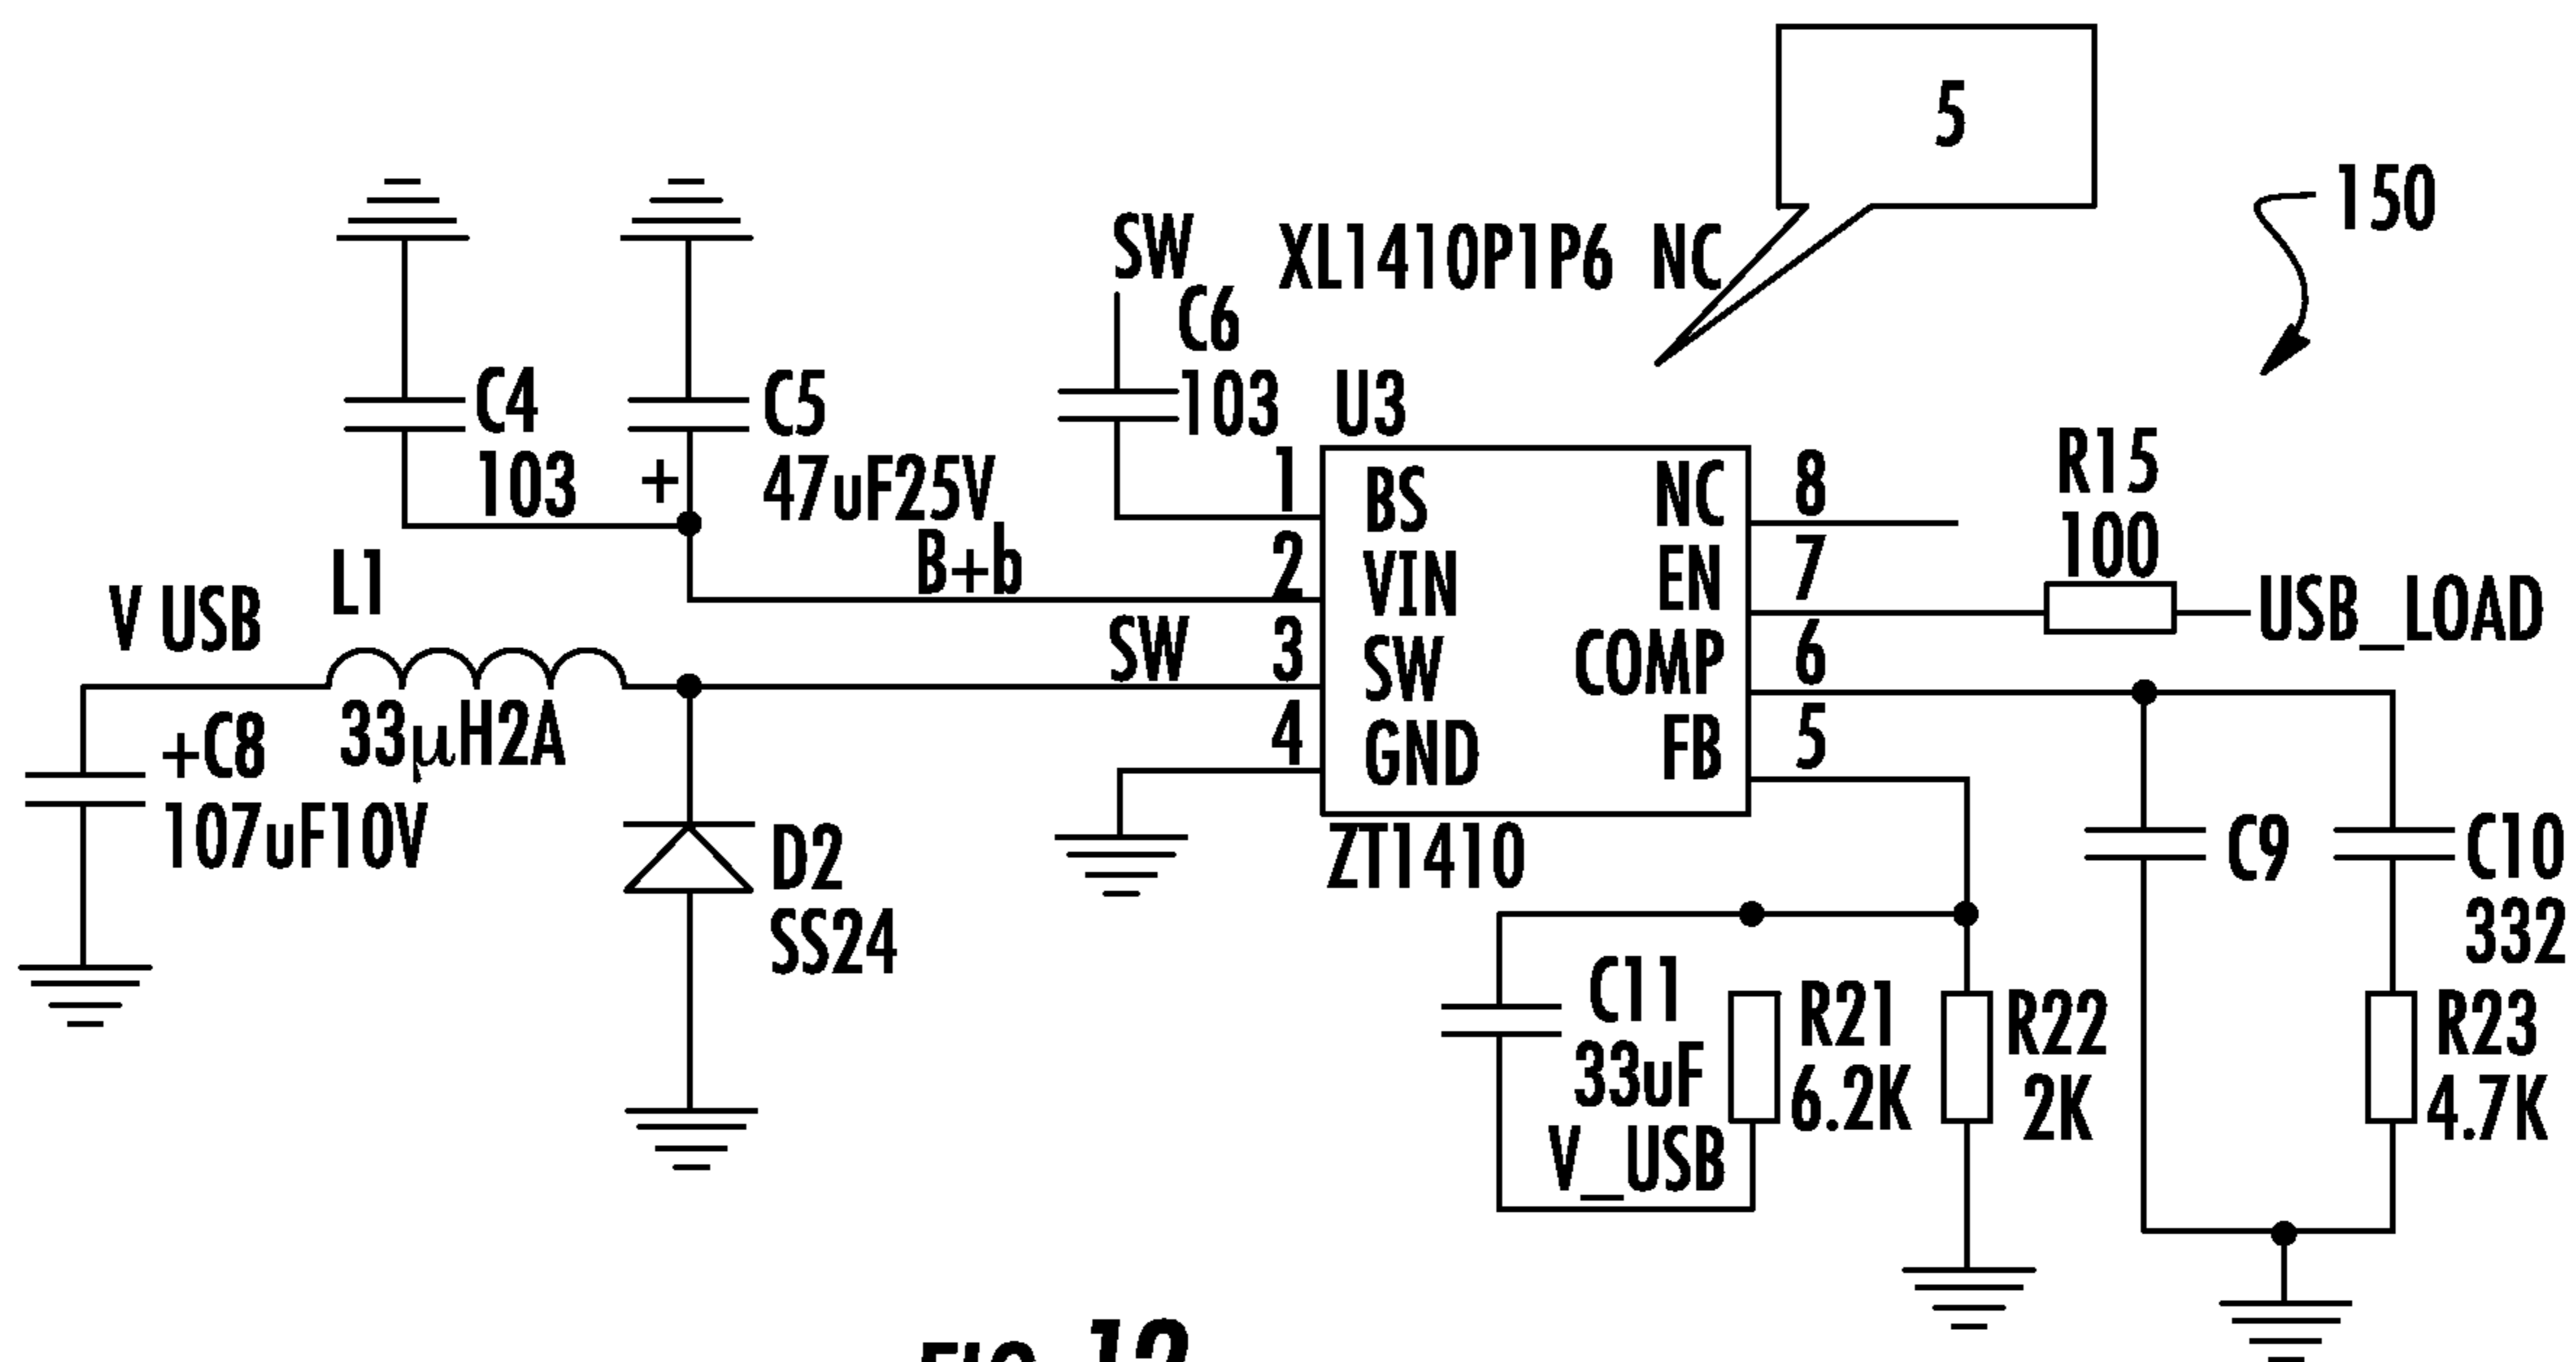 5
150
SW
XL1410P1P6 NC
C6
103
U3
C4
103
C5
47uF25V
+
B+b
V USB
L1
33µH2A
+C8
107uF10V
SW
D2
SS24
1
2
3
4
BS
VIN
SW
GND
NC
EN
COMP
FB
8
7
6
5
ZT1410
R15
100
USB_LOAD
C9
C10
332
C11
33uF
V_USB
R21
6.2K
R22
2K
R23
4.7K